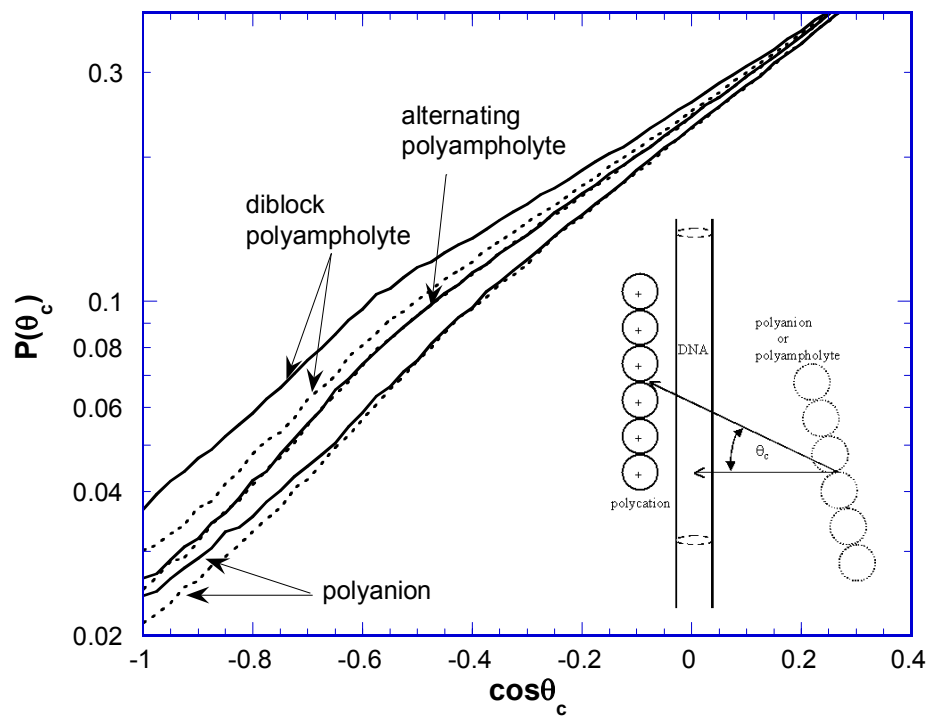 0.3
0.1
0.08
0.06
0.04
0.02
P(θc)
alternating
polyampholyte
diblock
polyampholyte
polyanion
DNA
polyanion
or
polyampholyte
θc
polycation
+
+
+
+
+
+
-1
-0.8
-0.6
-0.4
-0.2
0
0.2
0.4
cosθc